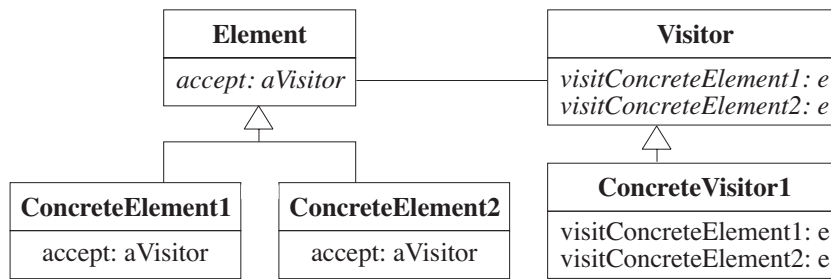 Element
accept: aVisitor
Visitor
visitConcreteElement1: e
visitConcreteElement2: e
ConcreteElement1
accept: aVisitor
ConcreteElement2
accept: aVisitor
ConcreteVisitor1
visitConcreteElement1: e
visitConcreteElement2: e